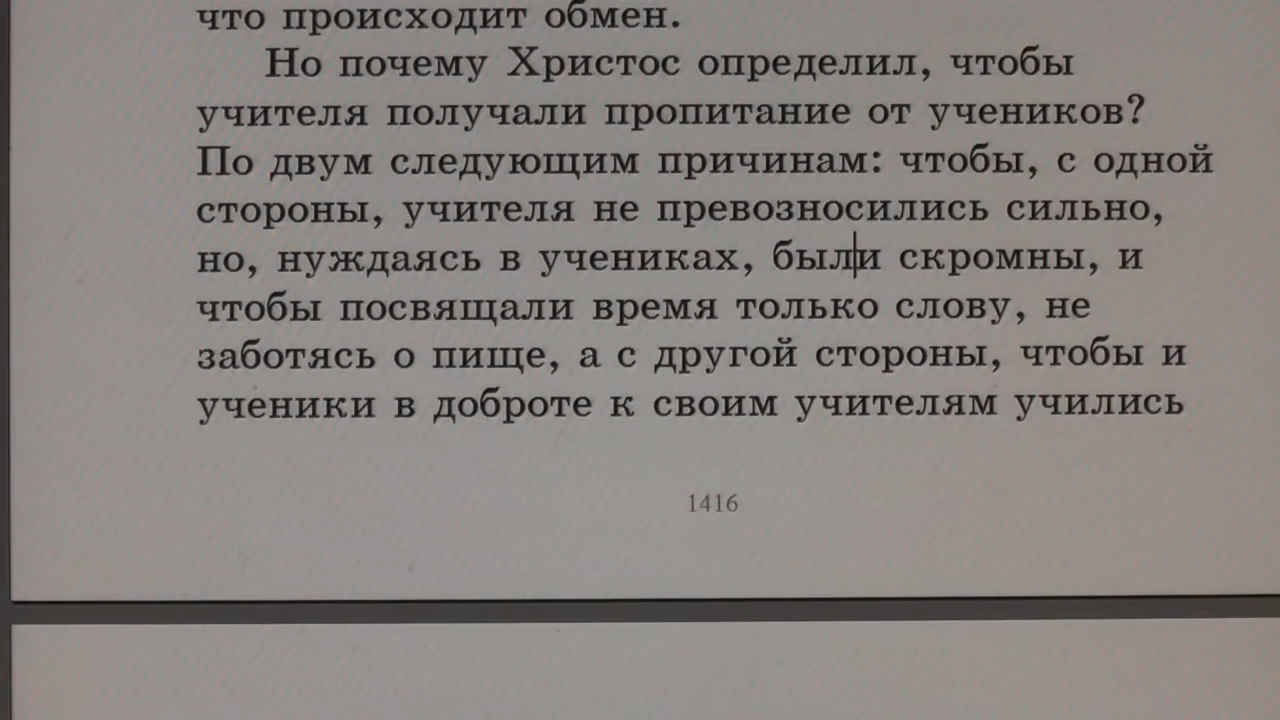 что происходит обмен.
Но почему Христос определил, чтобы
учителя получали пропитание от учеников?
По двум следующим причинам: чтобы, с одной
стороны, учителя не превозносились сильно,
но, нуждаясь в учениках, были скромны, и
чтобы посвящали время только слову, не
заботясь о пище, а с другой стороны, чтобы и
ученики в доброте к своим учителям учились
1416